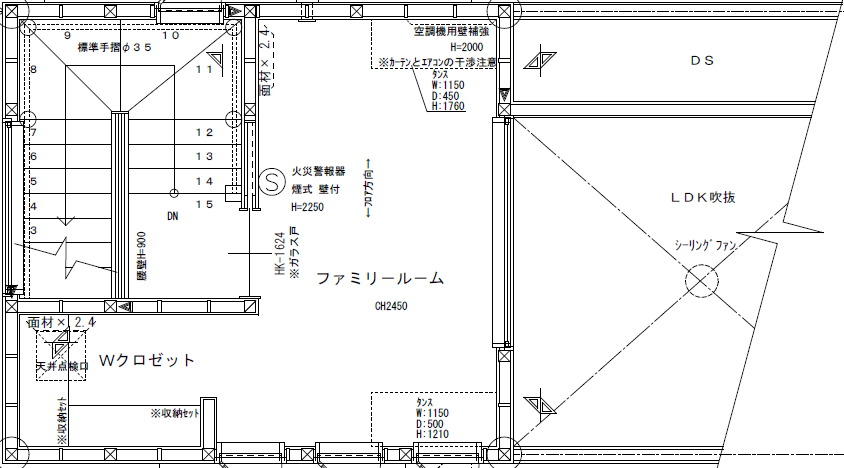 9
10
標準手摺φ35
面材× 2.4
空調機用壁補強
H=2000
※カーテンとエアコンの干渉注意
8
11
タンス
W:1150
D:450
H:1760
DS
7
12
6
13
5
14
4
15
3
DN
腰壁H=900
S
火災警報器
煙式 壁付
H=2250
←フロア方向→
HK-1624
※ガラス戸
LDK吹抜
シーリングファン
ファミリールーム
CH2450
面材× 2.4
Wクロゼット
天井点検口
※収納セット
※収納セット
タンス
W:1150
D:500
H:1210